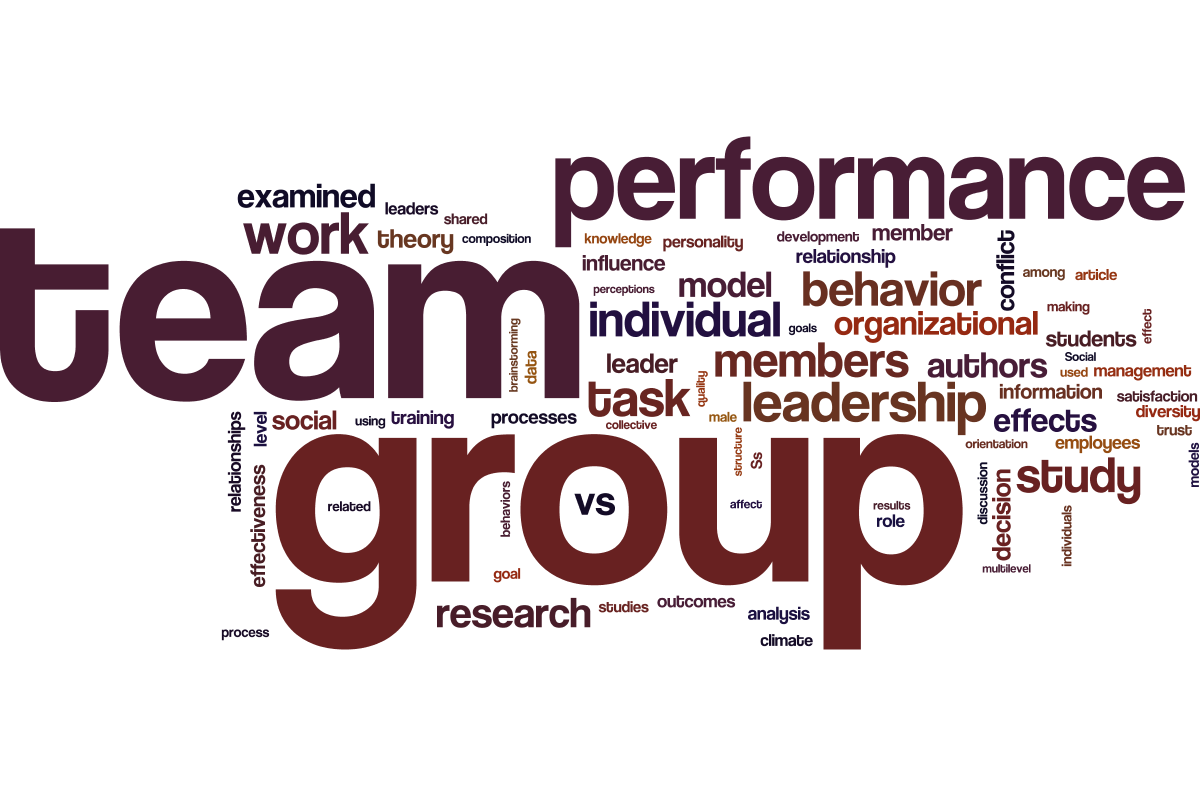 performance
examined
leaders
shared
work
theory
composition
team
knowledge
personality
development
member
influence
relationship
conflict
among
article
perceptions
model
behavior
making
individual
goals
organizational
students
effect
brainstorming
data
leader
members
authors
Social
used
management
task
quality
leadership
information
satisfaction
male
collective
effects
diversity
trust
relationships
level
social
using
training
processes
orientation
employees
models
group
structure
Ss
study
effectiveness
related
behaviors
vs
affect
results
role
discussion
decision
individuals
multilevel
goal
research
studies
outcomes
analysis
process
climate